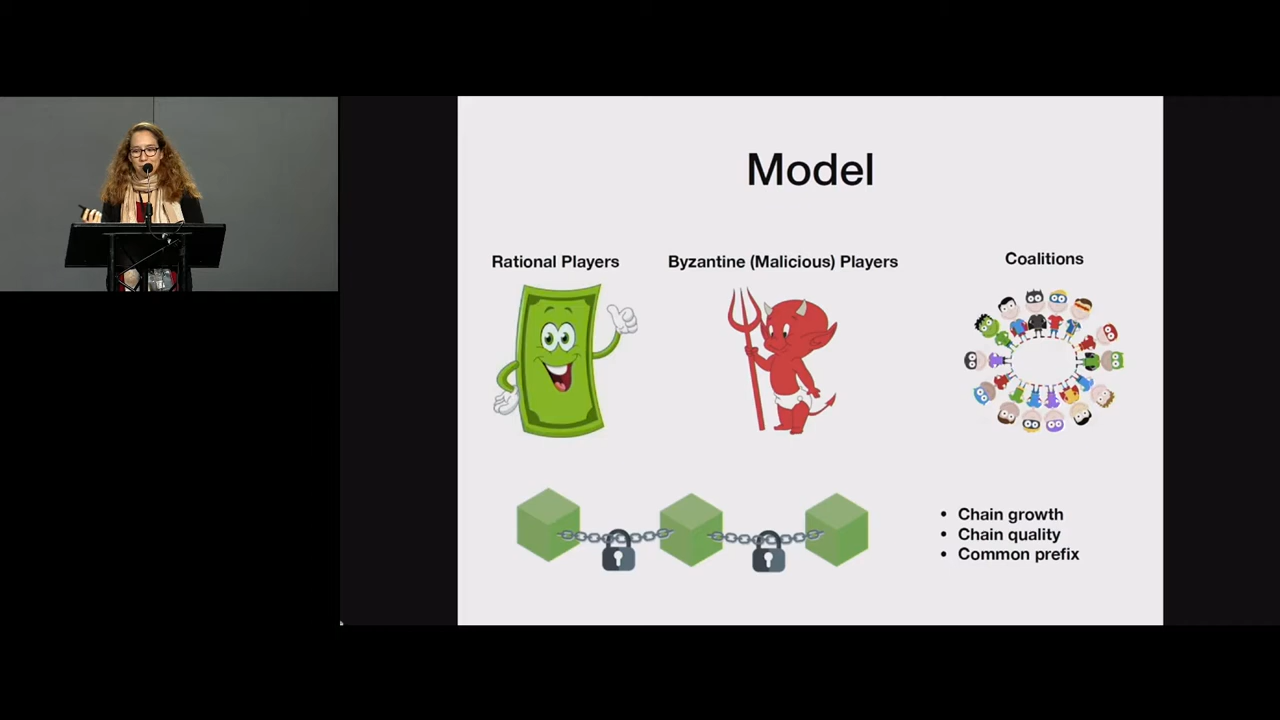 Model
Rational Players
Byzantine (Malicious) Players
Coalitions
• Chain growth
• Chain quality
• Common prefix